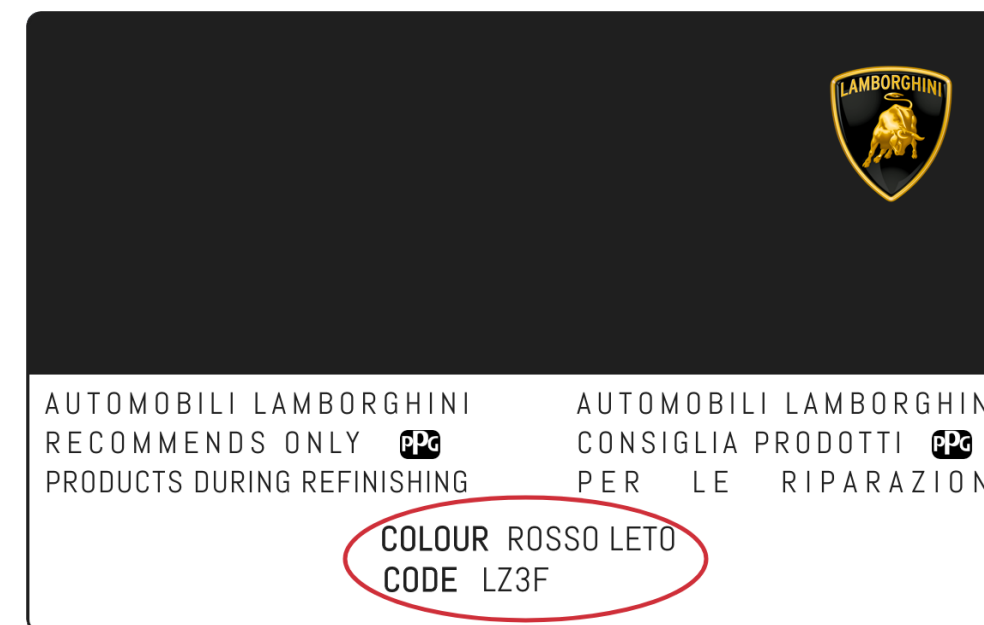 LAMBORGHINI
AUTOMOBILI LAMBORGHINI
RECOMMENDS ONLY PPG
PRODUCTS DURING REFINISHING
AUTOMOBILI LAMBORGHIN
CONSIGLIA PRODOTTI PPG
PER LE RIPARAZION
COLOUR ROSSO LETO
CODE LZ3F